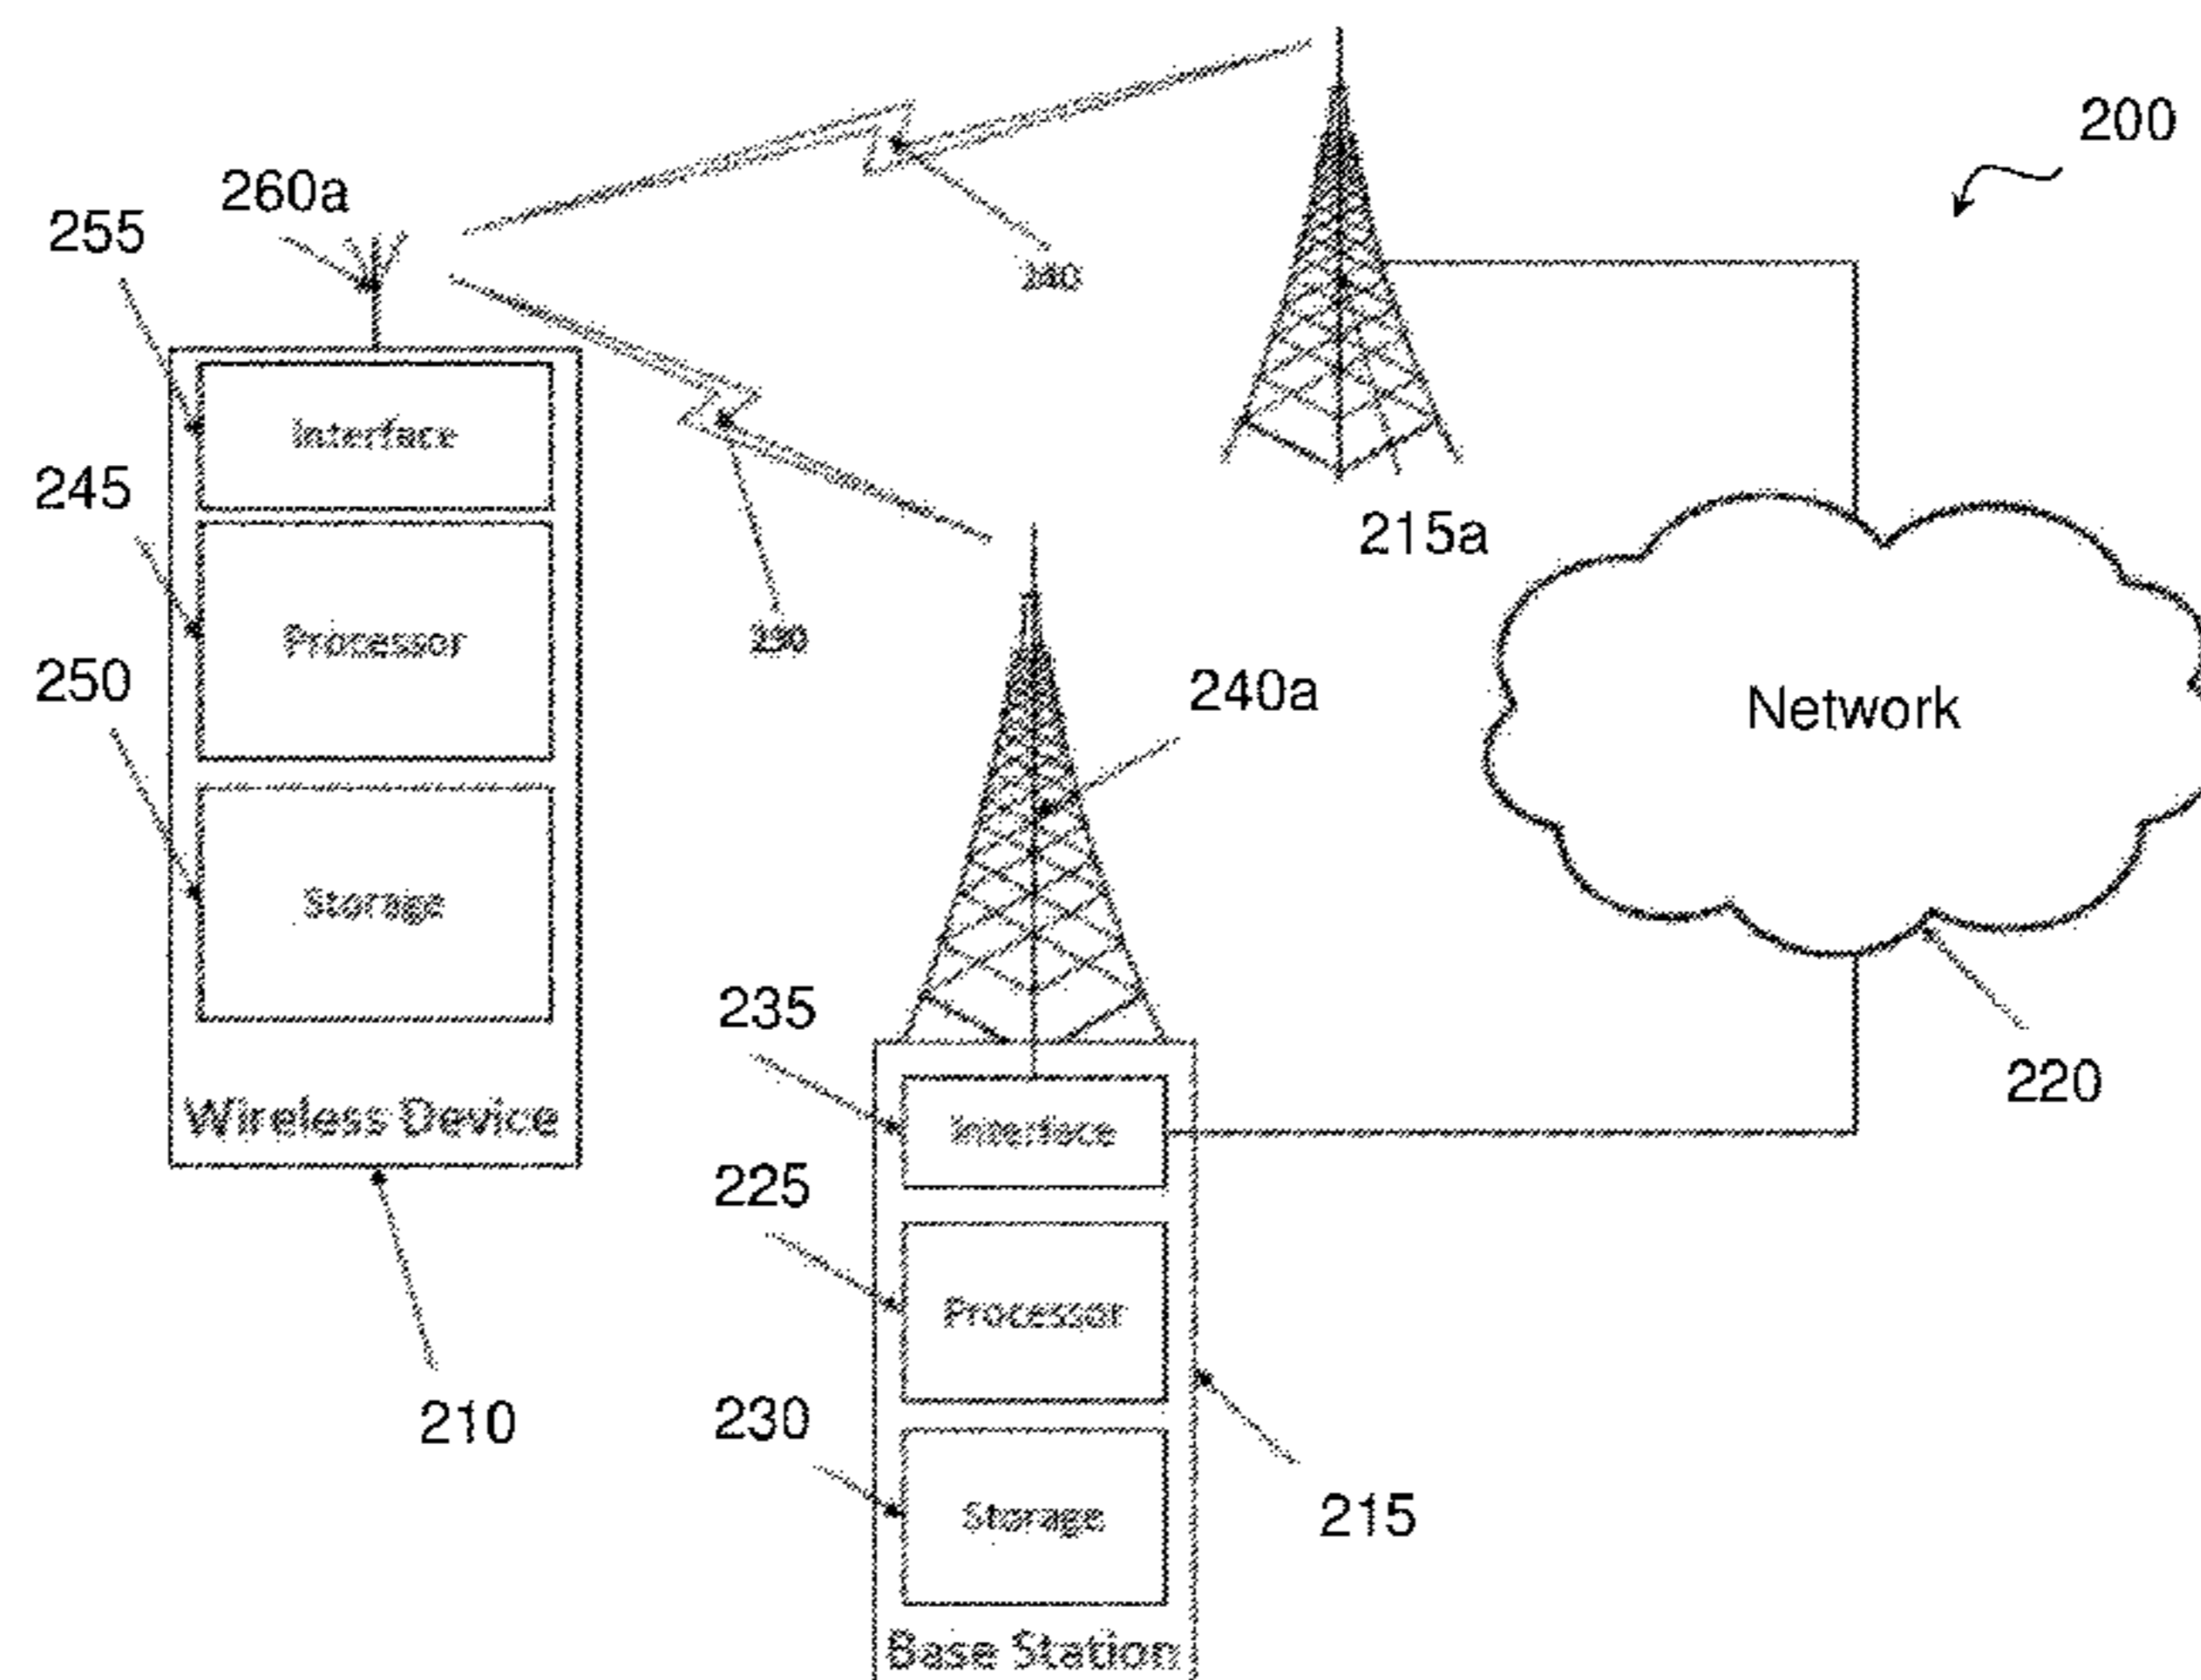 200
260a
255
Interface
245
215a
Processor
250
240a
Network
Storage
235
220
Wireless Device
Interface
225
Processor
210
230
215
Storage
Base Station